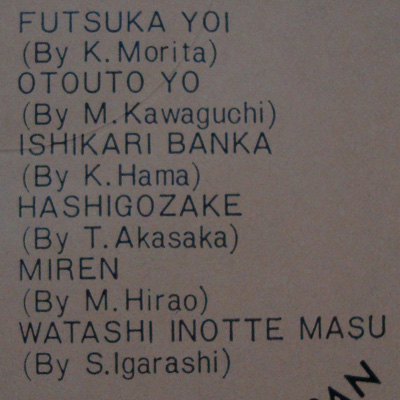 FUTSUKA YOI
(By K.Morita)
OTOUTO YO
(By M.Kawaguchi)
ISHIKARI BANKA
(By K.Hama)
HASHIGOZAKE
(By T.Akasaka)
MIREN
(By M.Hirao)
WATASHI INOTTE MASU
(By S.Igarashi)